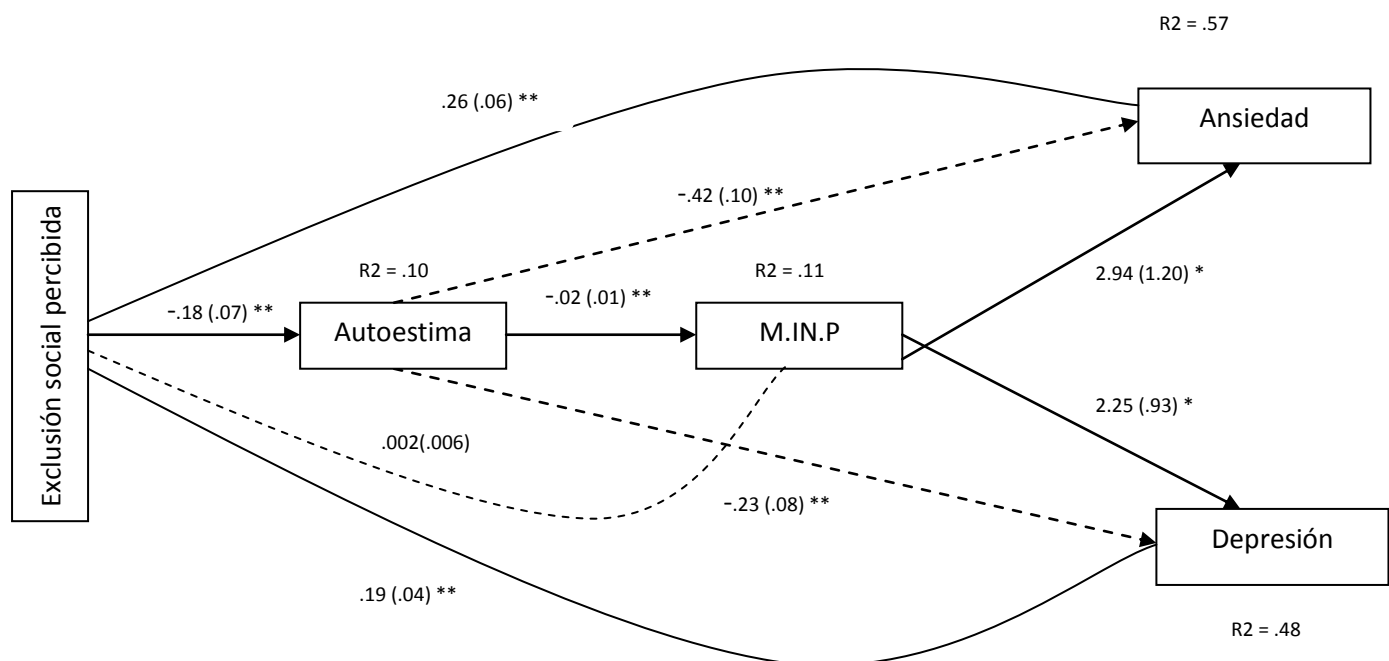 R2 = .57
.26 (.06) **
Ansiedad
-.42 (.10) **
Exclusión social percibida
R2 = .10
R2 = .11
2.94 (1.20) *
-.18 (.07) **
-.02 (.01) **
Autoestima
M.IN.P
2.25 (.93) *
.002(.006)
-.23 (.08) **
Depresión
.19 (.04) **
R2 = .48